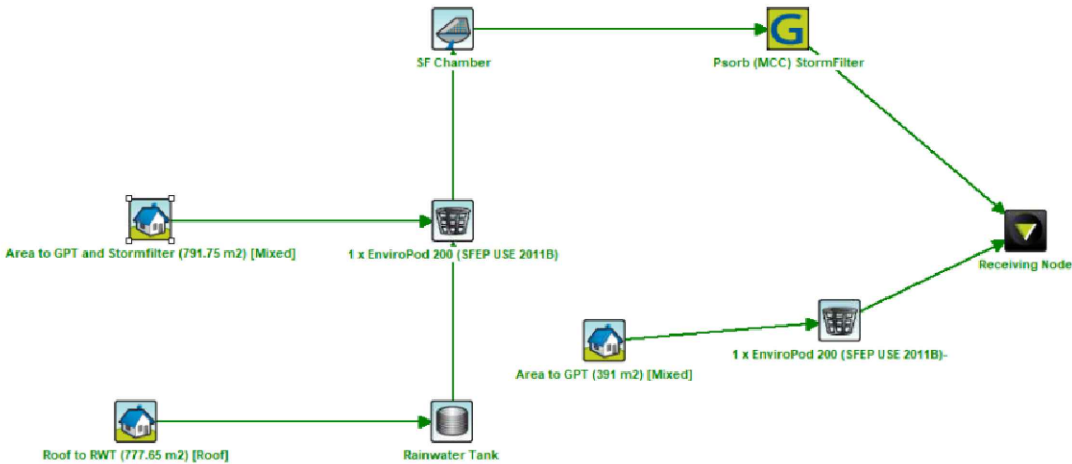 SF Chamber
G
Psorb (MCC) StormFilter
Area to GPT and Stormfilter (791.75 m2) [Mixed]
1 x EnviroPod 200 (SFEP USE 2011B)
Receiving Node
1 x EnviroPod 200 (SFEP USE 2011B)-
Area to GPT (391 m2) [Mixed]
Roof to RWT (777.65 m2) [Roof]
Rainwater Tank